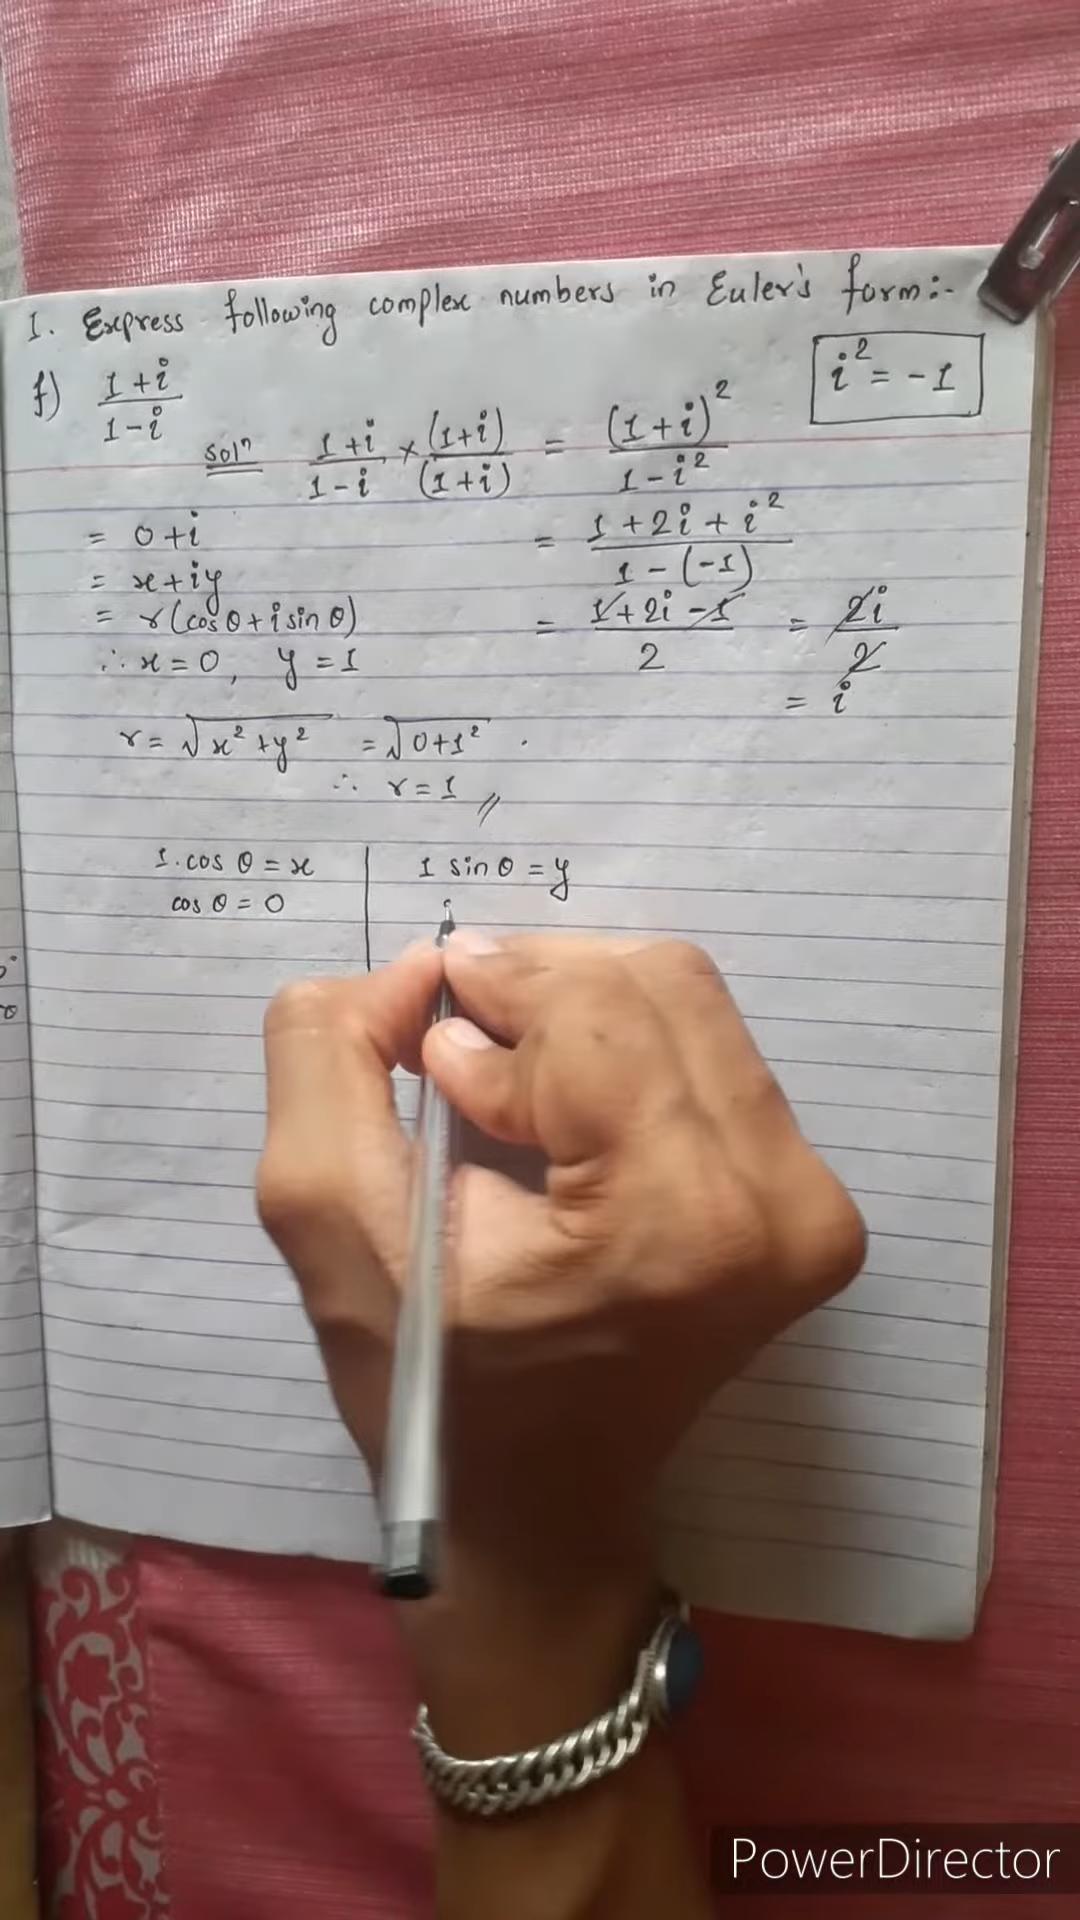 I. Express following complex numbers in Euler's form:-
f) (1+i)/(1-i)
i² = -1
Solⁿ (1+i)/(1-i) × (1+i)/(1+i) = (1+i)²/(1-i²)
= 0+i
= (1+2i+i²)/(1-(-1))
= x+iy
= r(cos θ + i sin θ)
= (1+2i-1)/2 = 2i/2
∴ x=0, y=1
= i
r = √(x²+y²) = √(0+1²) .
∴ r=1 //
1.cos θ = x
1 sin θ = y
cos θ = 0
PowerDirector